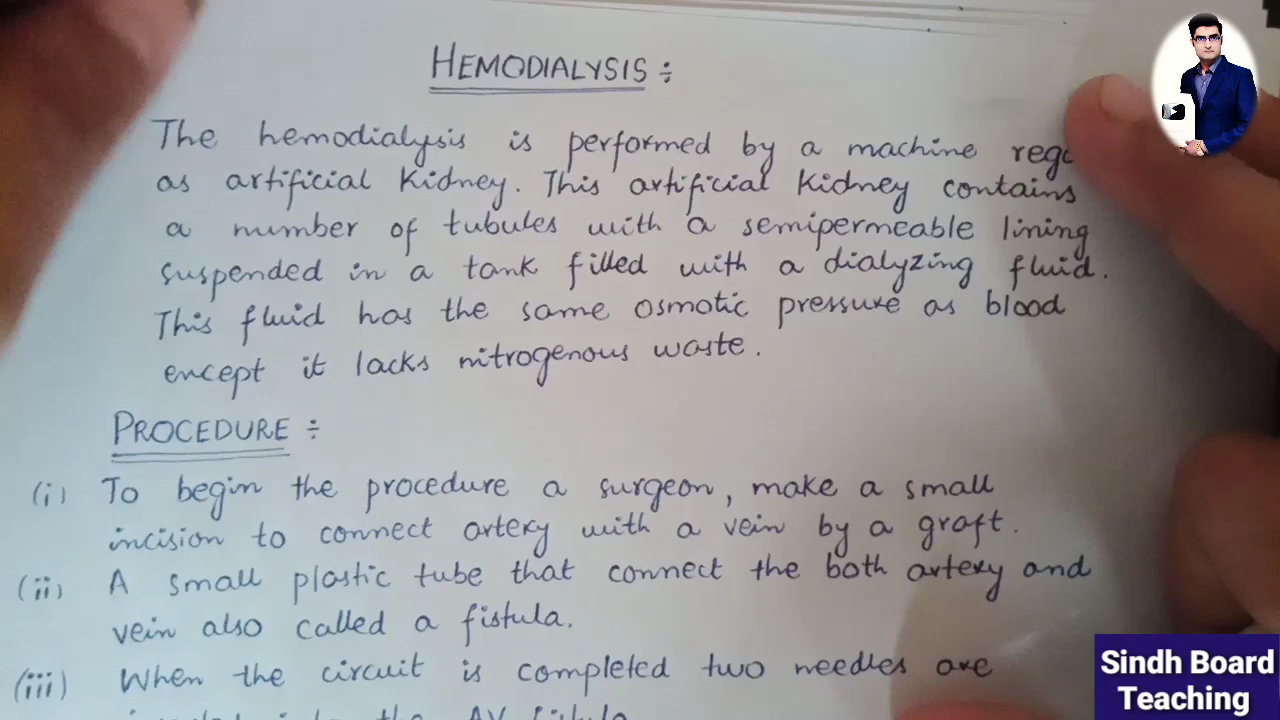 HEMODIALYSIS ÷
The hemodialysis is performed by a machine
as artificial kidney. This artificial kidney contains
a number of tubules with a semipermeable lining
suspended in a tank filled with a dialyzing fluid.
This fluid has the same osmotic pressure as blood
except it lacks nitrogenous waste.
PROCEDURE ÷
(i) To begin the procedure a surgeon, make a small
incision to connect artery with a vein by a graft.
(ii) A small plastic tube that connect the both artery and
vein also called a fistula.
(iii) When the circuit is completed two needles are
the AV fistula
Sindh Board
Teaching